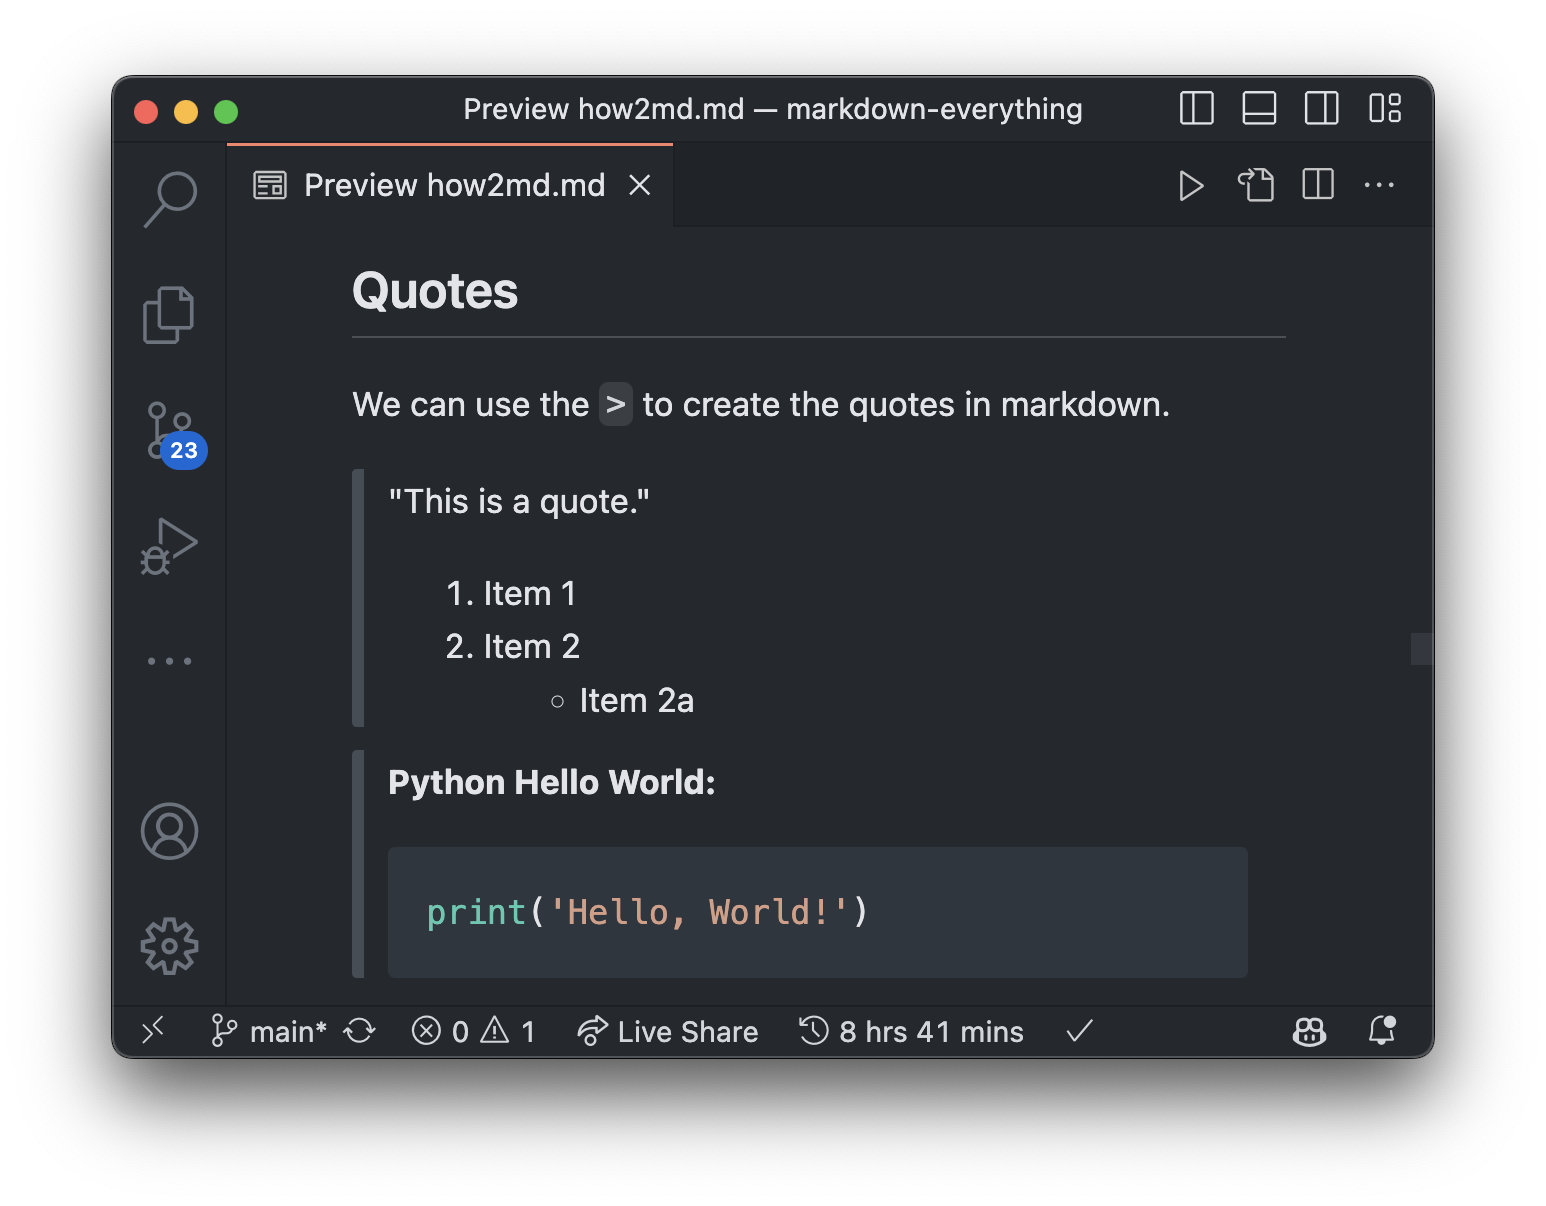 Preview how2md.md — markdown-everything
Preview how2md.md
Quotes
We can use the > to create the quotes in markdown.
"This is a quote."
1. Item 1
2. Item 2
○ Item 2a
Python Hello World:
print('Hello, World!')
23
main* 0 1 Live Share 8 hrs 41 mins